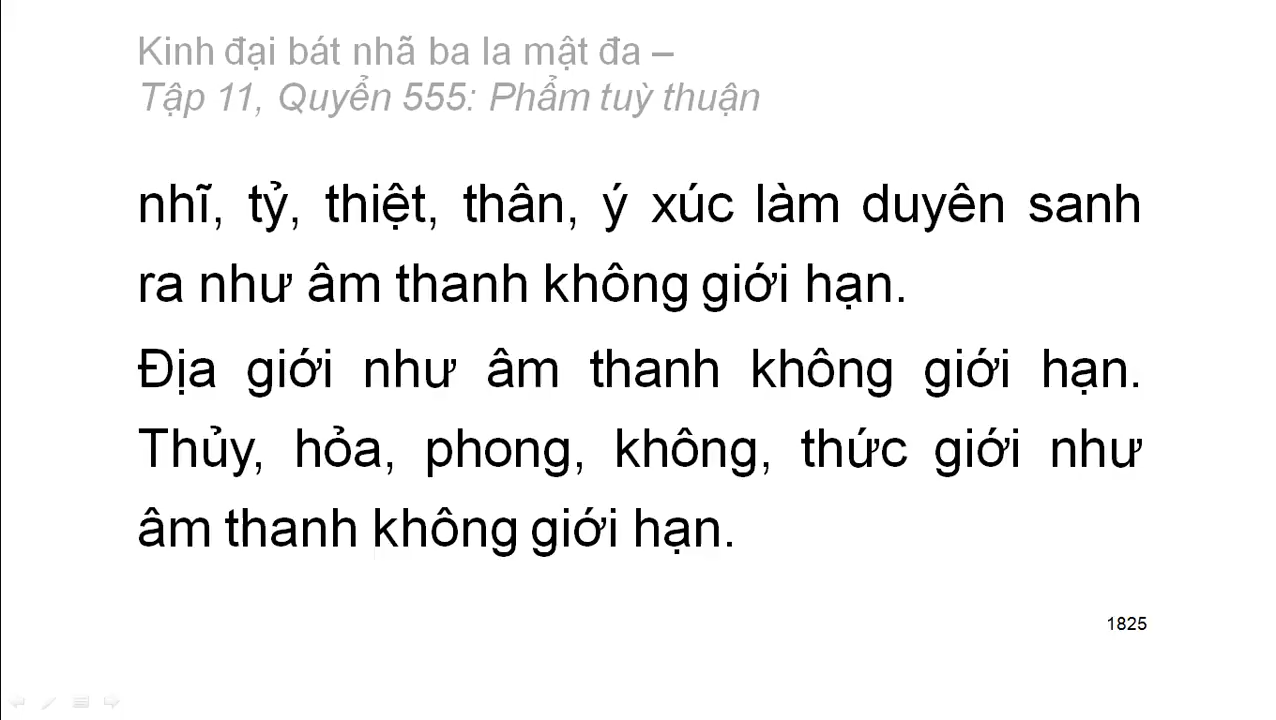 Kinh đại bát nhã ba la mật đa –
Tập 11, Quyển 555: Phẩm tuỳ thuận
nhĩ, tỷ, thiệt, thân, ý xúc làm duyên sanh
ra như âm thanh không giới hạn.
Địa giới như âm thanh không giới hạn.
Thủy, hỏa, phong, không, thức giới như
âm thanh không giới hạn.
1825